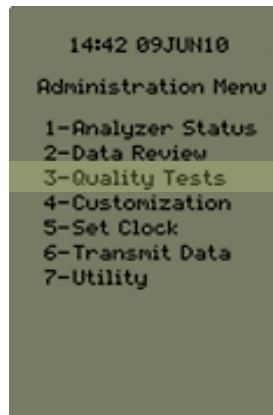 14:42 09JUN10
Administration Menu
1-Analyzer Status
2-Data Review
3-Quality Tests
4-Customization
5-Set Clock
6-Transmit Data
7-Utility